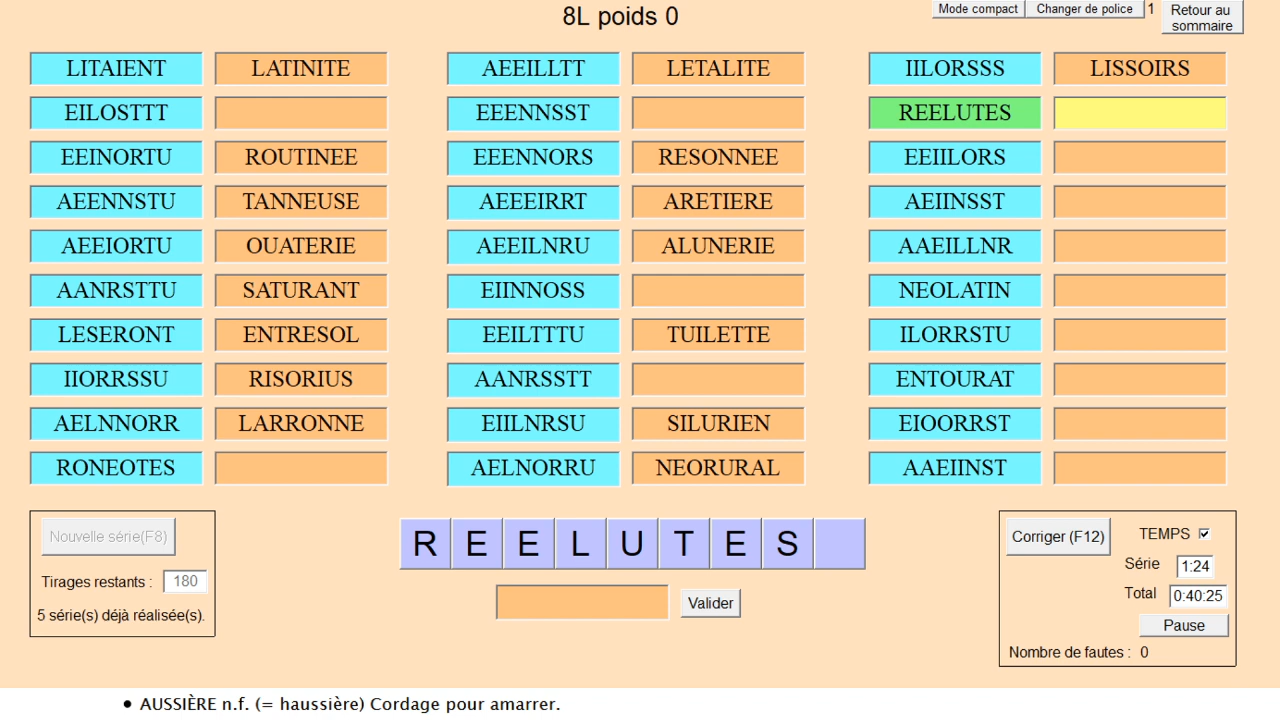 8L poids 0
Mode compact Changer de police 1 Retour au sommaire
LITAIENT LATINITE AEEILLTT LETALITE IILORSSS LISSOIRS
EILOSTTT EEENNSST REELUTES
EEINORTU ROUTINEE EEENNORS RESONNEE EEIILORS
AEENNSTU TANNEUSE AEEEIRRT ARETIERE AEIINSST
AEEIORTU OUATERIE AEEILNRU ALUNERIE AAEILLNR
AANRSTTU SATURANT EIINNOSS NEOLATIN
LESERONT ENTRESOL EEILTTTU TUILETTE ILORRSTU
IIORRSSU RISORIUS AANRSSTT ENTOURAT
AELNNORR LARRONNE EIILNRSU SILURIEN EIOORRST
RONEOTES AELNORRU NEORURAL AAEIINST
Nouvelle série(F8)
Tirages restants : 180
5 série(s) déjà réalisée(s).
R E E L U T E S
Valider
Corriger (F12) TEMPS
Série 1:24
Total 0:40:25
Pause
Nombre de fautes : 0
• AUSSIÈRE n.f. (= haussière) Cordage pour amarrer.